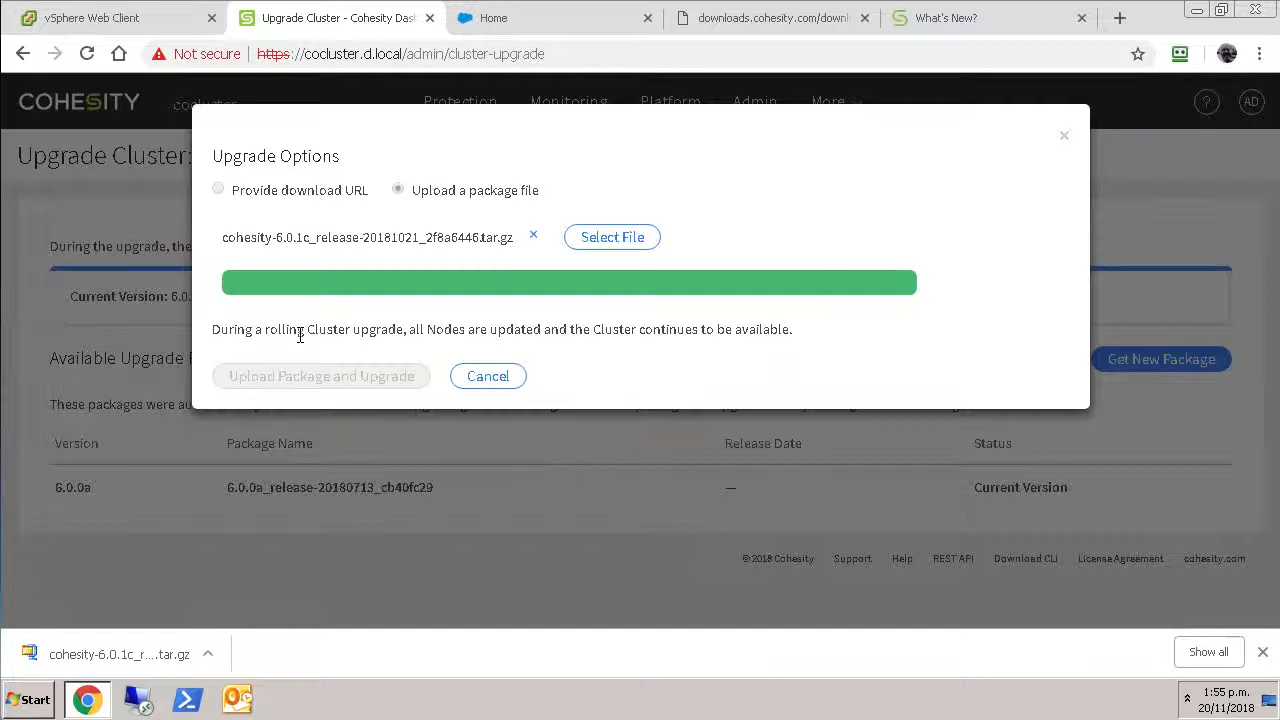 vSphere Web Client
Upgrade Cluster - Cohesity Das
Home
downloads.cohesity.com/downl
What's New?
Not secure
https://cocluster.d.local/admin/cluster-upgrade
COHESITY
cocluster
Protection
Monitoring
Platform
Admin
More
?
AD
Upgrade Cluster:
Upgrade Options
Provide download URL
Upload a package file
cohesity-6.0.1c_release-20181021_2f8a6446.tar.gz
Select File
During the upgrade, the
Current Version: 6.0.
During a rolling Cluster upgrade, all Nodes are updated and the Cluster continues to be available.
Available Upgrade
Get New Package
Upload Package and Upgrade
Cancel
These packages were au
Version
Package Name
Release Date
Status
6.0.0a
6.0.0a_release-20180713_cb40fc29
—
Current Version
© 2018 Cohesity
Support
Help
REST API
Download CLI
License Agreement
cohesity.com
cohesity-6.0.1c_r....tar.gz
Show all
Start
1:55 p.m.
20/11/2018